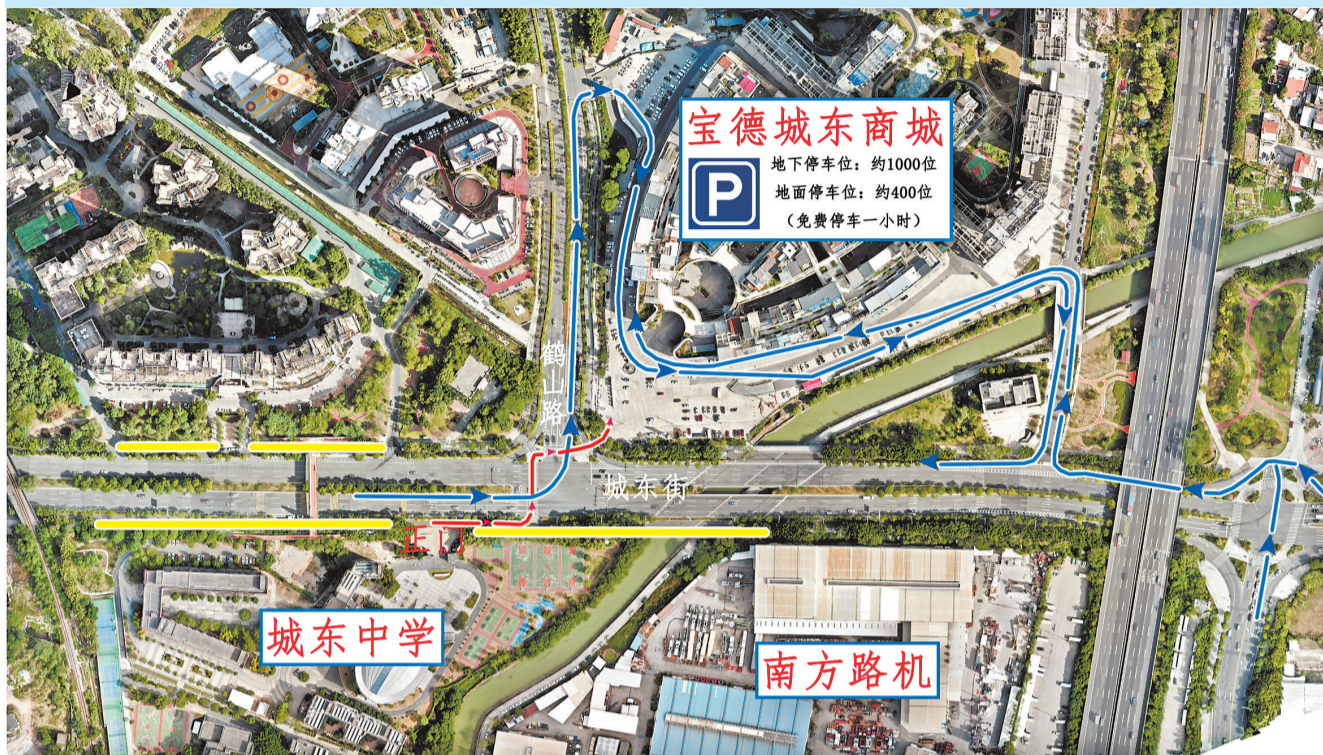 宝德城东商城
P
地下停车位：约1000位
地面停车位：约400位
（免费停车一小时）
鹤山路
城东街
正门
城东中学
南方路机